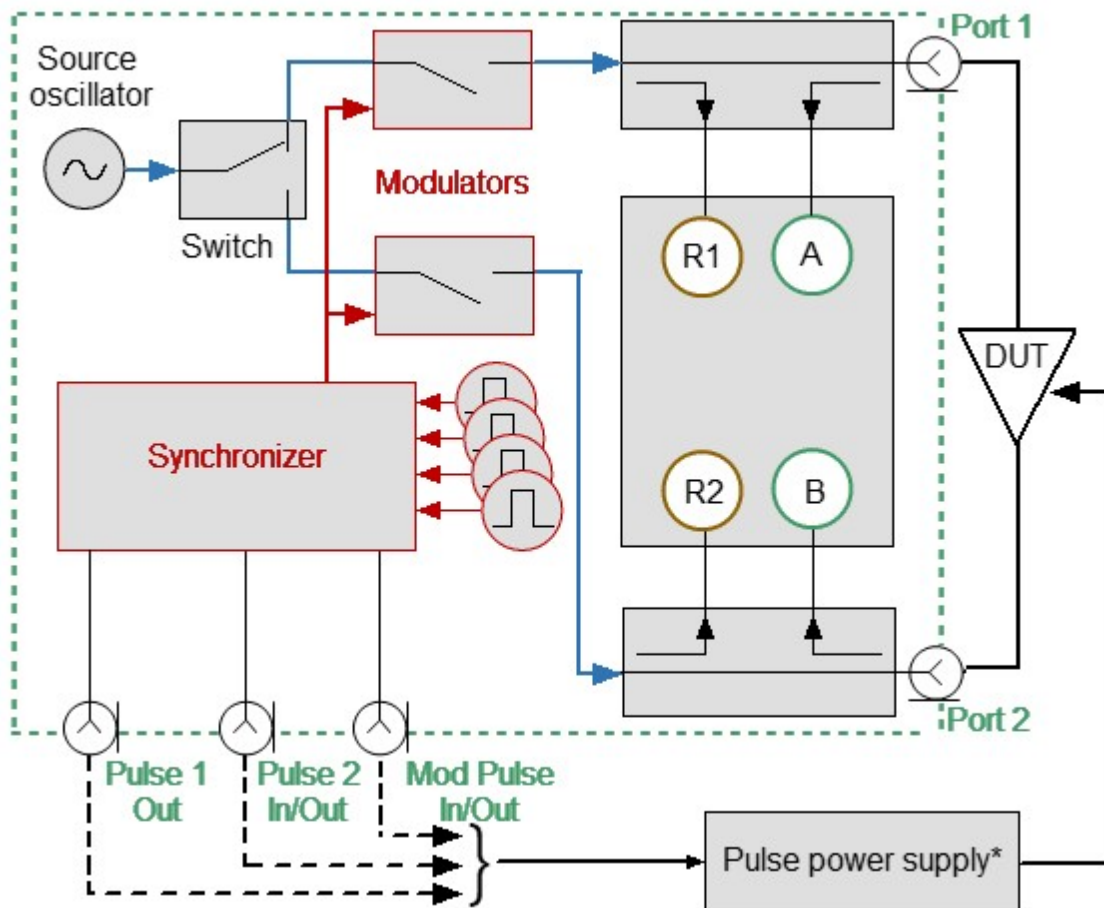 Port 1
Source
oscillator
Modulators
Switch
R1
A
DUT
Synchronizer
R2
B
Port 2
Pulse 1
Out
Pulse 2
In/Out
Mod Pulse
In/Out
Pulse power supply*